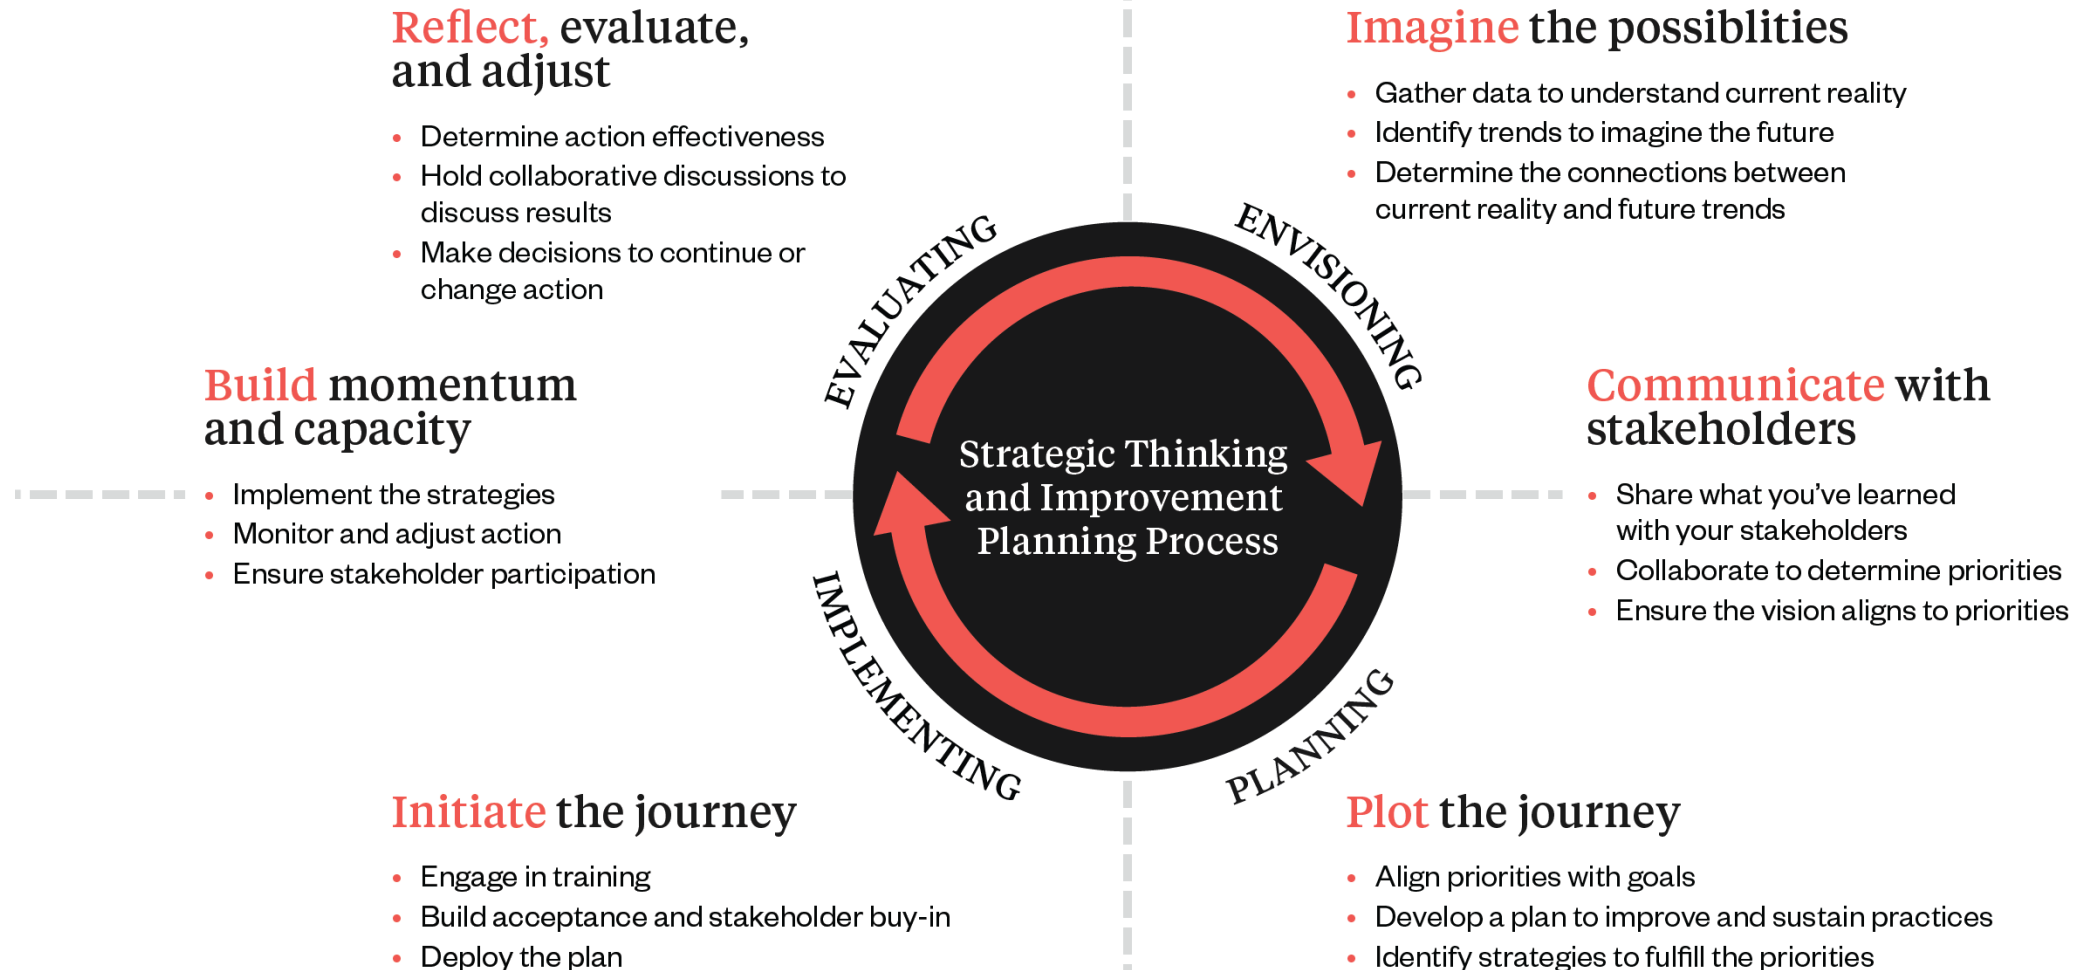 Reflect, evaluate,
and adjust
• Determine action effectiveness
• Hold collaborative discussions to
discuss results
• Make decisions to continue or
change action
Imagine the possiblities
• Gather data to understand current reality
• Identify trends to imagine the future
• Determine the connections between
current reality and future trends
EVALUATING
ENVISIONING
Build momentum
and capacity
• Implement the strategies
• Monitor and adjust action
• Ensure stakeholder participation
Strategic Thinking
and Improvement
Planning Process
Communicate with
stakeholders
• Share what you’ve learned
with your stakeholders
• Collaborate to determine priorities
• Ensure the vision aligns to priorities
IMPLEMENTING
PLANNING
Initiate the journey
• Engage in training
• Build acceptance and stakeholder buy-in
• Deploy the plan
Plot the journey
• Align priorities with goals
• Develop a plan to improve and sustain practices
• Identify strategies to fulfill the priorities